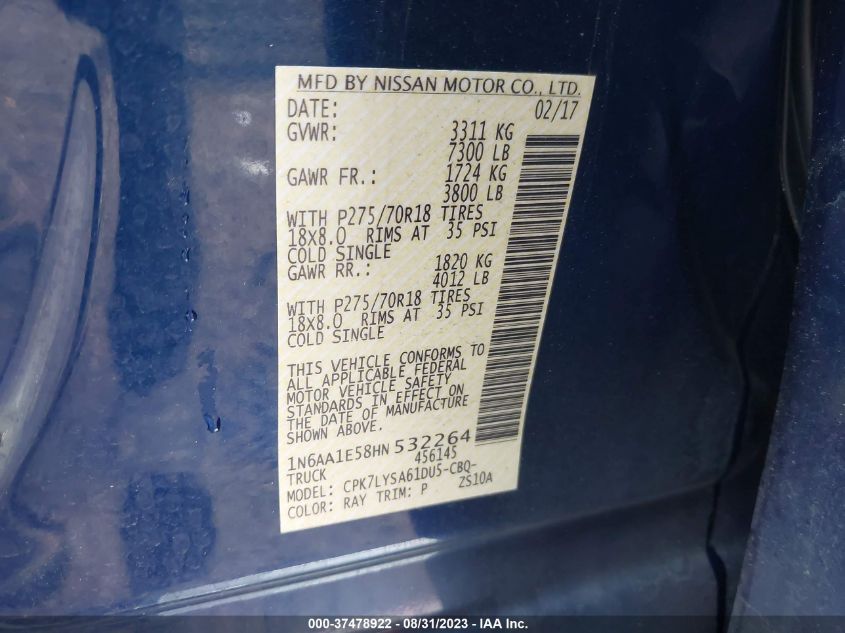 MFD BY NISSAN MOTOR CO., LTD.
DATE: 02/17
GVWR: 3311 KG
7300 LB
GAWR FR.: 1724 KG
3800 LB
WITH P275/70R18 TIRES
18X8.0 RIMS AT 35 PSI
COLD SINGLE
GAWR RR.: 1820 KG
4012 LB
WITH P275/70R18 TIRES
18X8.0 RIMS AT 35 PSI
COLD SINGLE
THIS VEHICLE CONFORMS TO
ALL APPLICABLE FEDERAL
MOTOR VEHICLE SAFETY
STANDARDS IN EFFECT ON
THE DATE OF MANUFACTURE
SHOWN ABOVE.
1N6AA1E58HN 532264
TRUCK 45614S
MODEL: CPK7LYSA61DU5-CBQ-
COLOR: RAY TRIM: P ZS10A
000-37478922 / 08/31/2023 - IAA Inc.